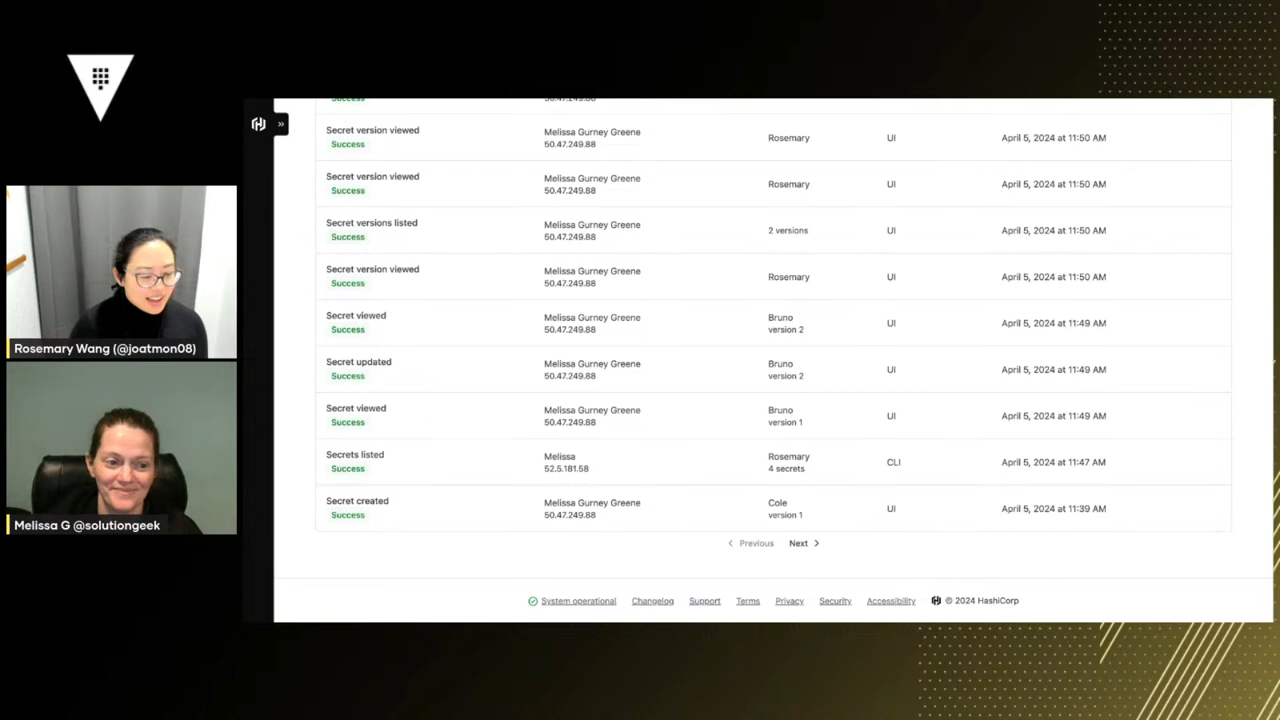 »
Success 50.47.249.88
Secret version viewed
Success
Melissa Gurney Greene
50.47.249.88
Rosemary
UI
April 5, 2024 at 11:50 AM
Secret version viewed
Success
Melissa Gurney Greene
50.47.249.88
Rosemary
UI
April 5, 2024 at 11:50 AM
Secret versions listed
Success
Melissa Gurney Greene
50.47.249.88
2 versions
UI
April 5, 2024 at 11:50 AM
Secret version viewed
Success
Melissa Gurney Greene
50.47.249.88
Rosemary
UI
April 5, 2024 at 11:50 AM
Secret viewed
Success
Melissa Gurney Greene
50.47.249.88
Bruno
version 2
UI
April 5, 2024 at 11:49 AM
Secret updated
Success
Melissa Gurney Greene
50.47.249.88
Bruno
version 2
UI
April 5, 2024 at 11:49 AM
Secret viewed
Success
Melissa Gurney Greene
50.47.249.88
Bruno
version 1
UI
April 5, 2024 at 11:49 AM
Secrets listed
Success
Melissa
52.5.181.58
Rosemary
4 secrets
CLI
April 5, 2024 at 11:47 AM
Secret created
Success
Melissa Gurney Greene
50.47.249.88
Cole
version 1
UI
April 5, 2024 at 11:39 AM
< Previous Next >
System operational Changelog Support Terms Privacy Security Accessibility © 2024 HashiCorp
Rosemary Wang (@joatmon08)
Melissa G @solutiongeek